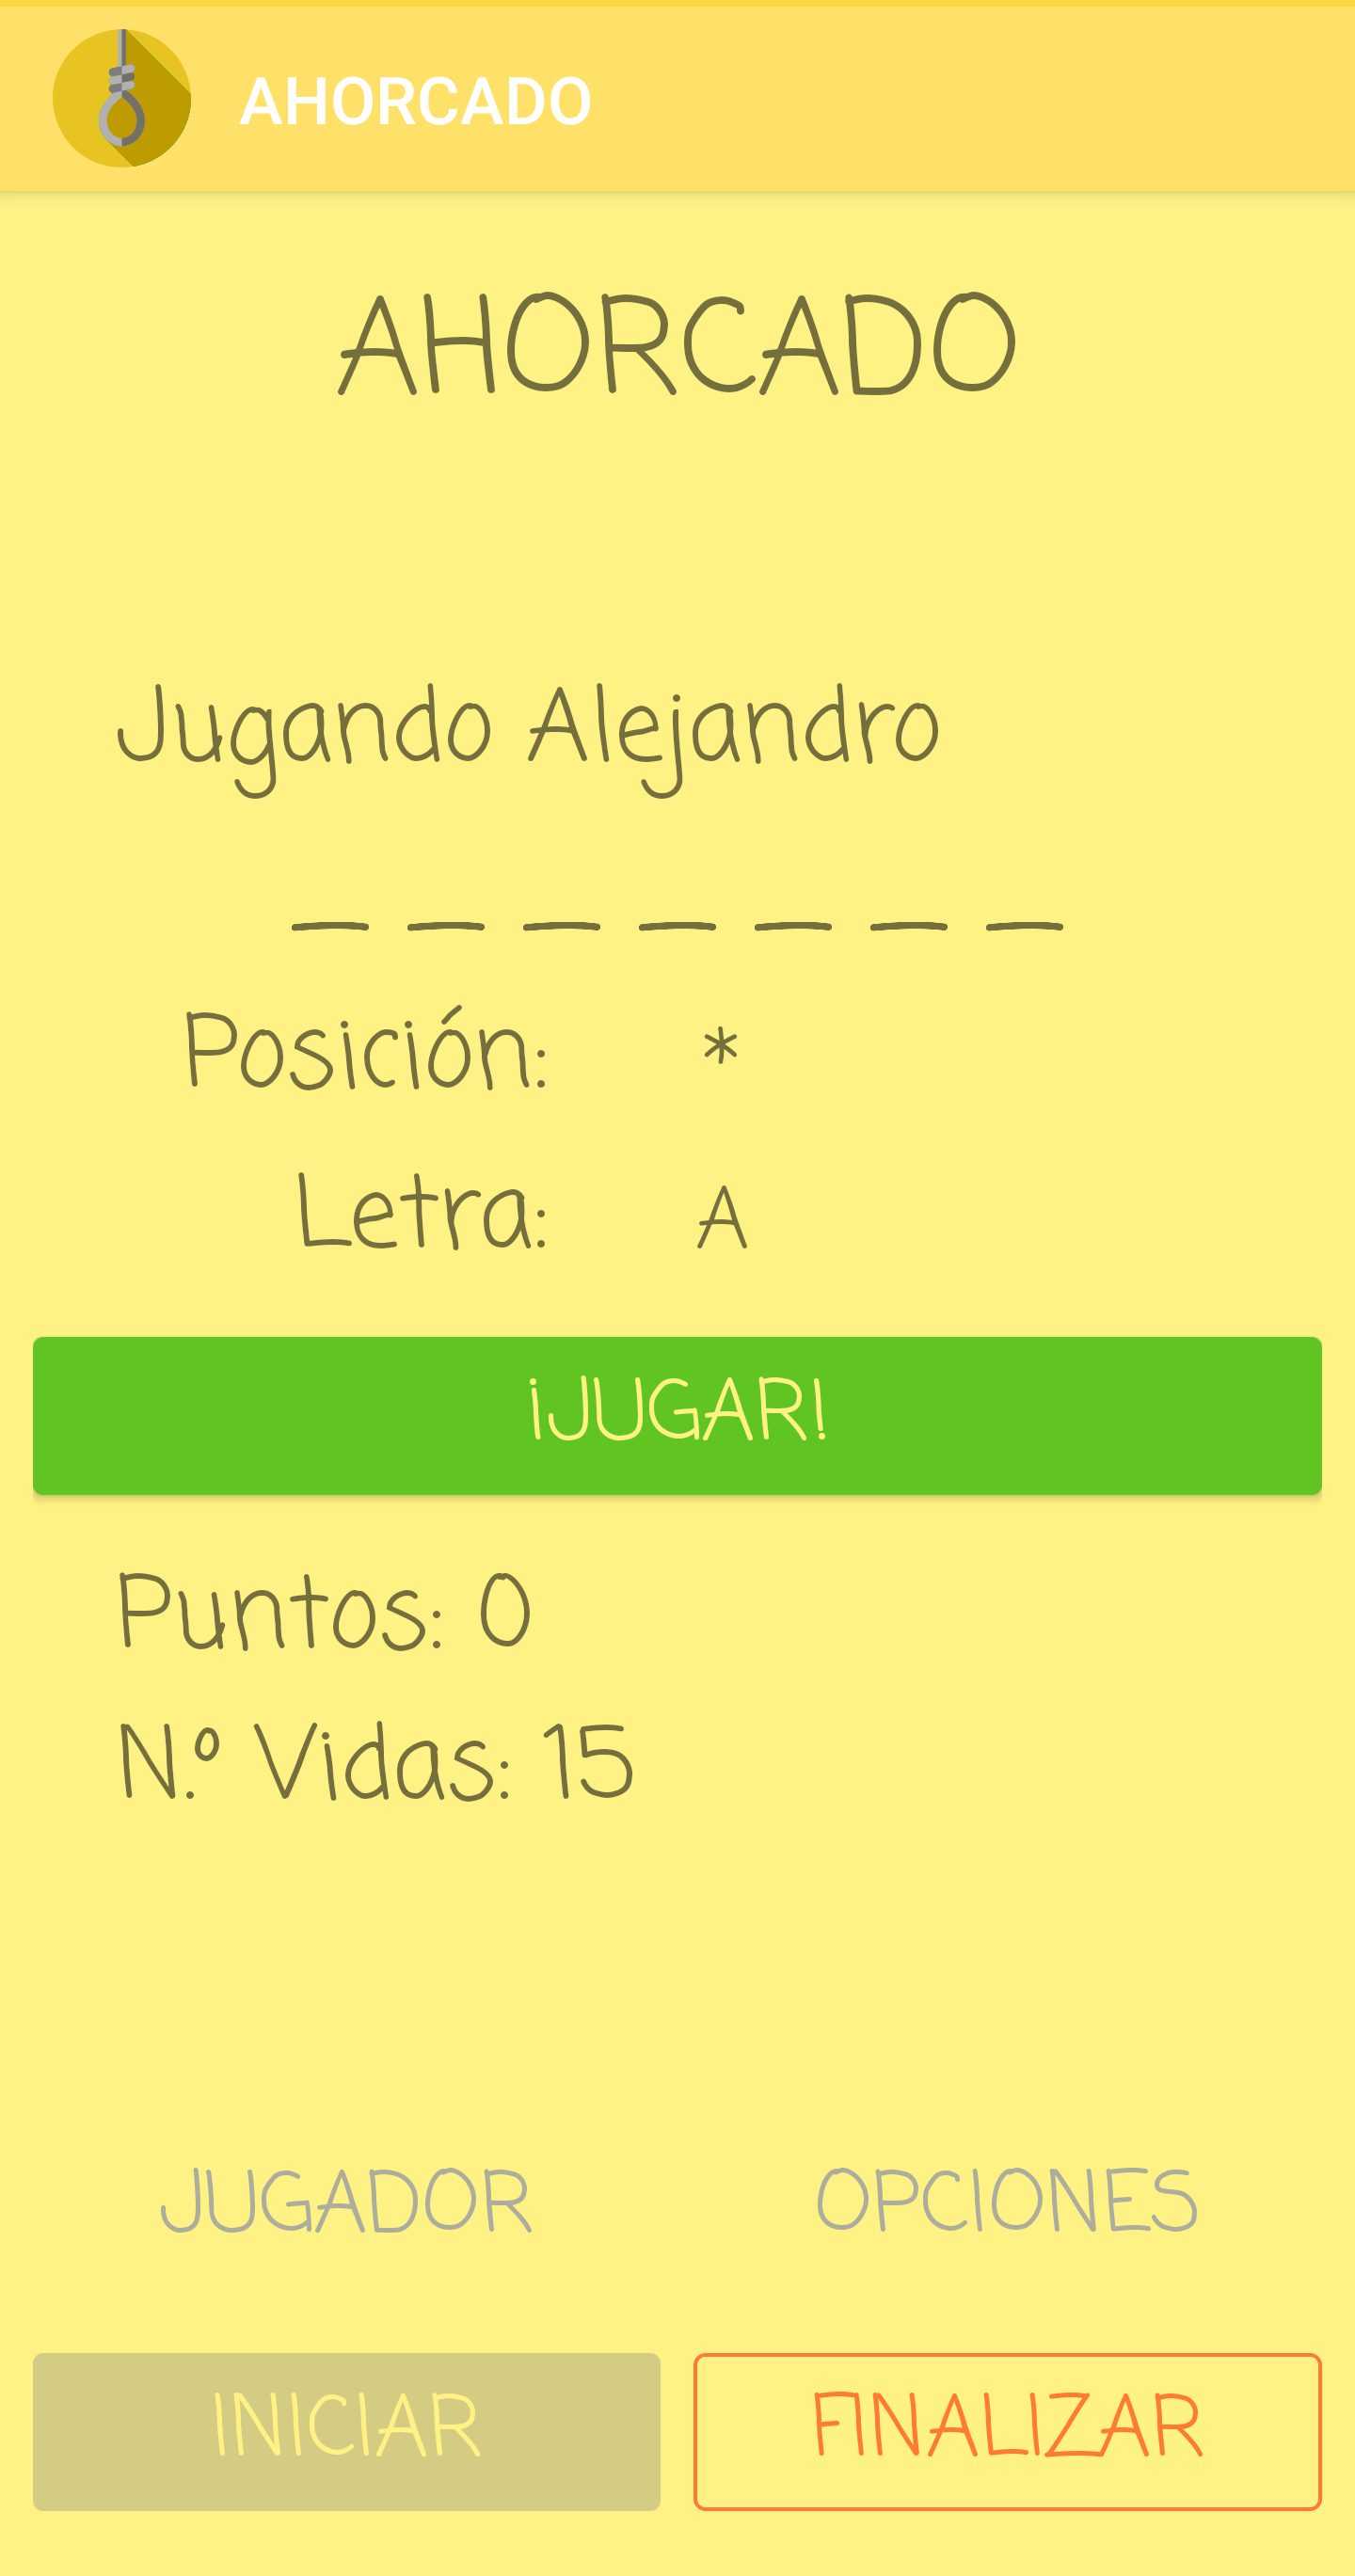 AHORCADO
AHORCADO
Jugando Alejandro
_ _ _ _ _ _ _
Posición: *
Letra: A
¡JUGAR!
Puntos: 0
N.º Vidas: 15
JUGADOR OPCIONES
INICIAR FINALIZAR